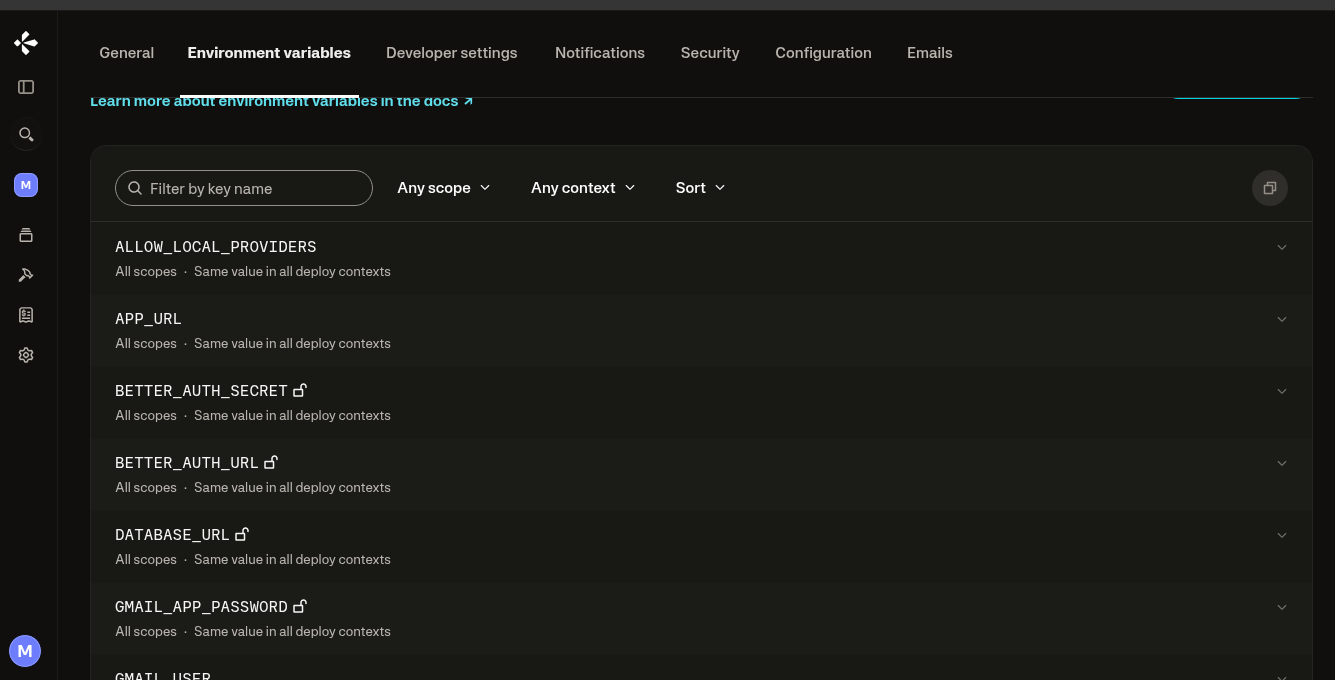 General Environment variables Developer settings Notifications Security Configuration Emails
Learn more about environment variables in the docs ↗
M
Filter by key name Any scope Any context Sort
ALLOW_LOCAL_PROVIDERS
All scopes · Same value in all deploy contexts
APP_URL
All scopes · Same value in all deploy contexts
BETTER_AUTH_SECRET
All scopes · Same value in all deploy contexts
BETTER_AUTH_URL
All scopes · Same value in all deploy contexts
DATABASE_URL
All scopes · Same value in all deploy contexts
GMAIL_APP_PASSWORD
All scopes · Same value in all deploy contexts
M
GMAIL_USER